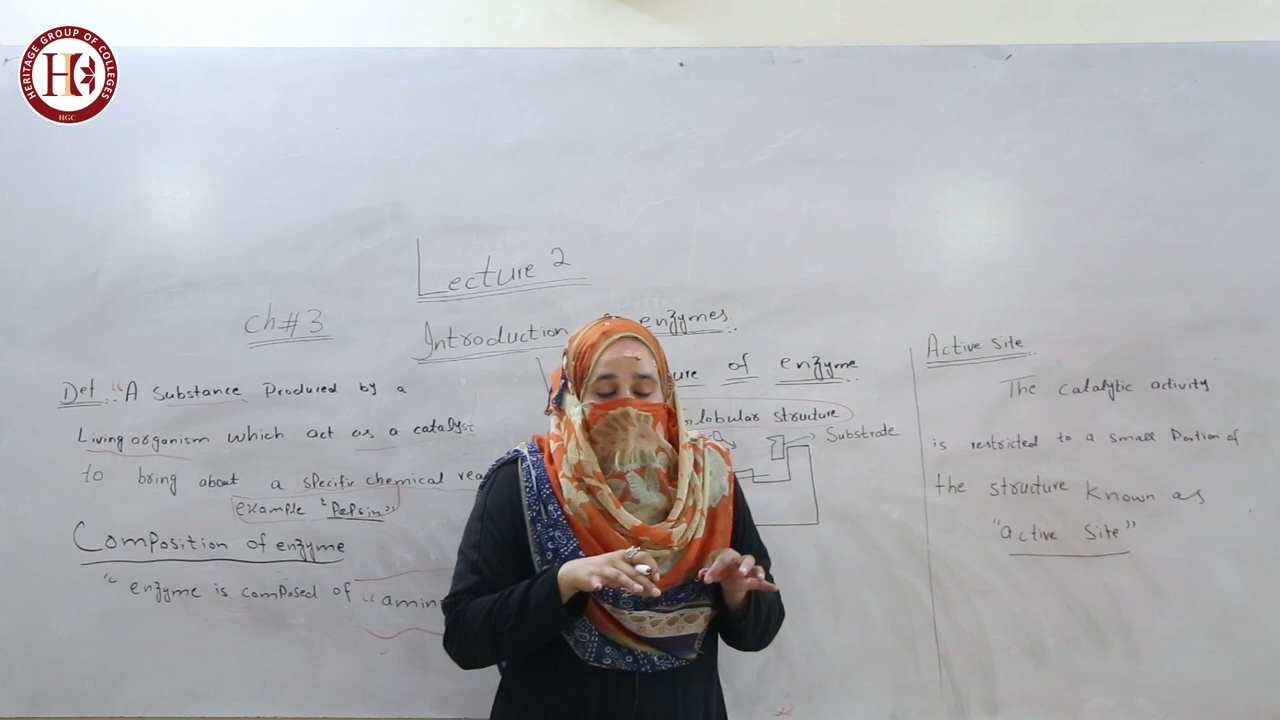 HERITAGE GROUP OF COLLEGES
HGC
Lecture 2
Ch#3
Introduction enzymes
Def :: "A Substance Produced by a
Living organism which act as a catalyst
to bring about a specific chemical rea
example "Pepsin"
Composition of enzyme
"enzyme is composed of "amin
ure of enzyme
lobular structure
Substrate
Active Site
The catalytic activity
is restricted to a small Portion of
the structure known as
"active Site"